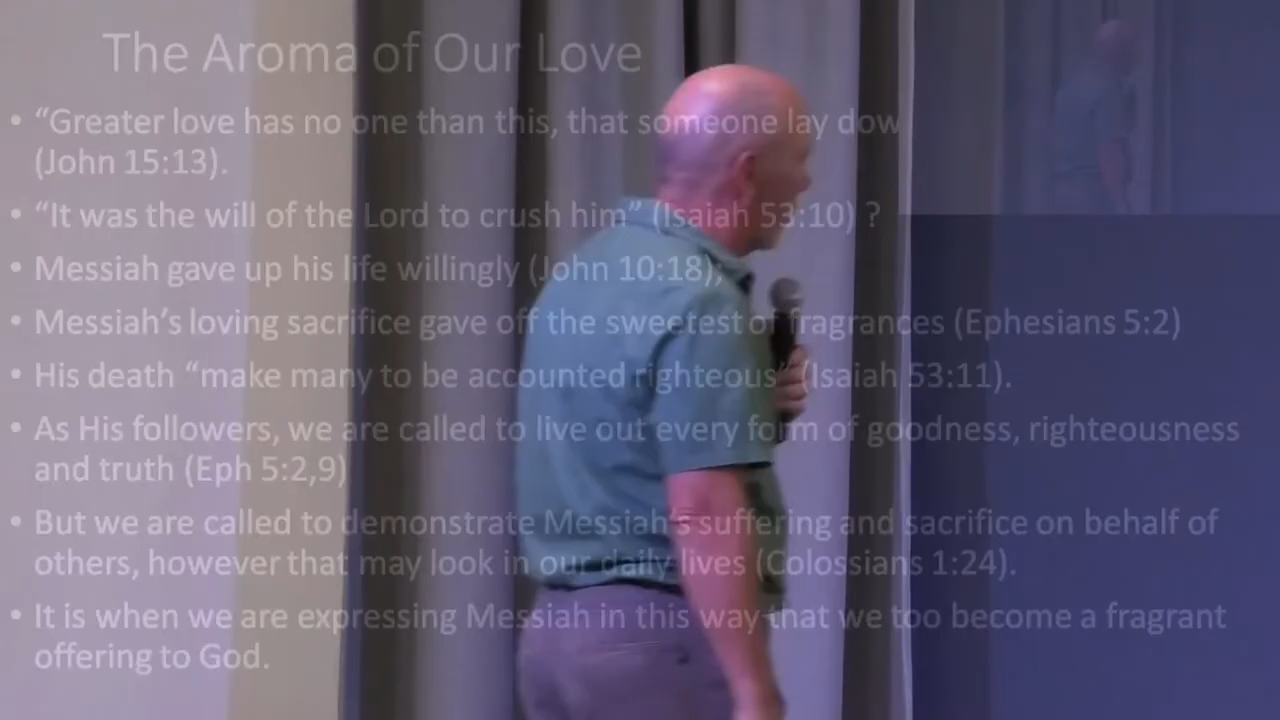 The Aroma of Our Love
• “Greater love has no one than this, that someone lay dow
(John 15:13).
• “It was the will of the Lord to crush him” (Isaiah 53:10) ?
• Messiah gave up his life willingly (John 10:18),
• Messiah’s loving sacrifice gave off the sweetest of fragrances (Ephesians 5:2)
• His death “make many to be accounted righteous” (Isaiah 53:11).
• As His followers, we are called to live out every form of goodness, righteousness
and truth (Eph 5:2,9)
• But we are called to demonstrate Messiah’s suffering and sacrifice on behalf of
others, however that may look in our daily lives (Colossians 1:24).
• It is when we are expressing Messiah in this way that we too become a fragrant
offering to God.